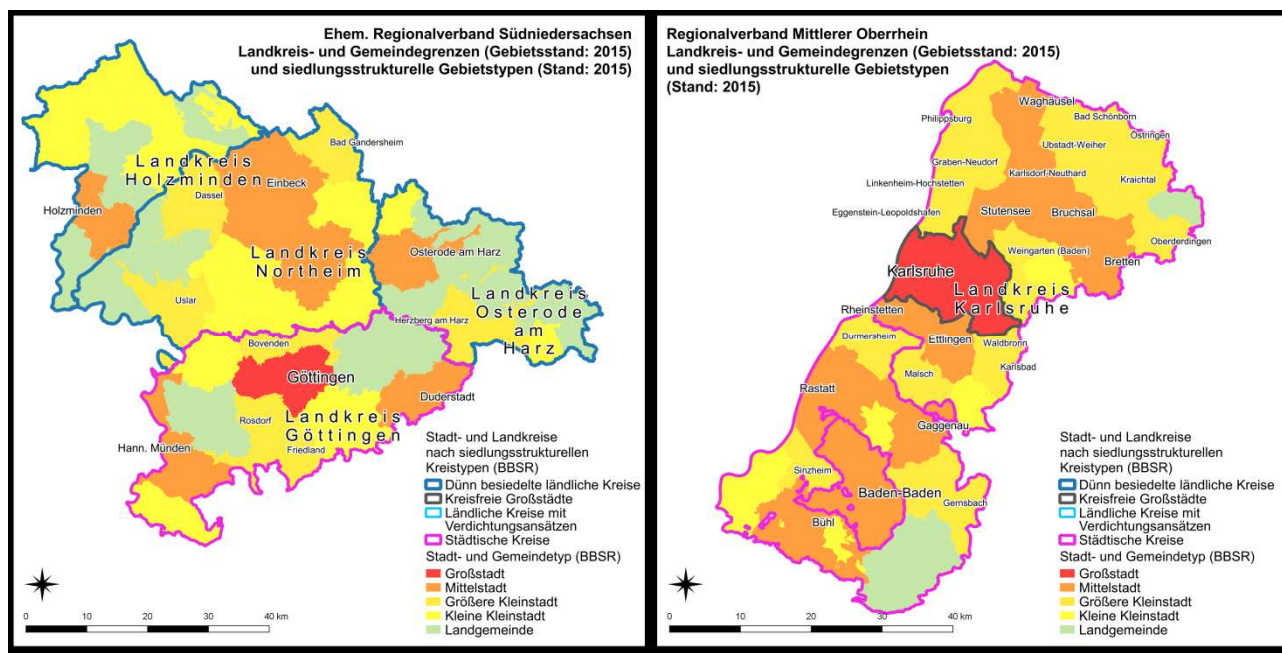 Ehem. Regionalverband Südniedersachsen
Landkreis- und Gemeindegrenzen (Gebietsstand: 2015)
und siedlungsstrukturelle Gebietstypen (Stand: 2015)
Bad Gandersheim
Landkreis
Holzminden
Einbeck
Dassel
Holzminden
Landkreis
Northeim
Osterode am Harz
Uslar
Landkreis
Osterode
am
Harz
Herzberg am Harz
Bovenden
Göttingen
Duderstadt
Rosdorf
Landkreis
Göttingen
Hann. Münden
Friedland
Stadt- und Landkreise
nach siedlungsstrukturellen
Kreistypen (BBSR)
Dünn besiedelte ländliche Kreise
Kreisfreie Großstädte
Ländliche Kreise mit
Verdichtungsansätzen
Städtische Kreise
Stadt- und Gemeindetyp (BBSR)
Großstadt
Mittelstadt
Größere Kleinstadt
Kleine Kleinstadt
Landgemeinde
0 10 20 30 40 km
Regionalverband Mittlerer Oberrhein
Landkreis- und Gemeindegrenzen (Gebietsstand: 2015)
und siedlungsstrukturelle Gebietstypen
(Stand: 2015)
Waghäusel
Philippsburg
Bad Schönborn
Östringen
Ubstadt-Weiher
Graben-Neudorf
Karlsdorf-Neuthard
Kraichtal
Linkenheim-Hochstetten
Eggenstein-Leopoldshafen
Stutensee
Bruchsal
Oberderdingen
Weingarten (Baden)
Bretten
Karlsruhe
Landkreis
Karlsruhe
Rheinstetten
Durmersheim
Ettlingen
Waldbronn
Karlsbad
Malsch
Rastatt
Gaggenau
Sinzheim
Baden-Baden
Gernsbach
Bühl
Stadt- und Landkreise
nach siedlungsstrukturellen
Kreistypen (BBSR)
Dünn besiedelte ländliche Kreise
Kreisfreie Großstädte
Ländliche Kreise mit
Verdichtungsansätzen
Städtische Kreise
Stadt- und Gemeindetyp (BBSR)
Großstadt
Mittelstadt
Größere Kleinstadt
Kleine Kleinstadt
Landgemeinde
0 10 20 30 40 km